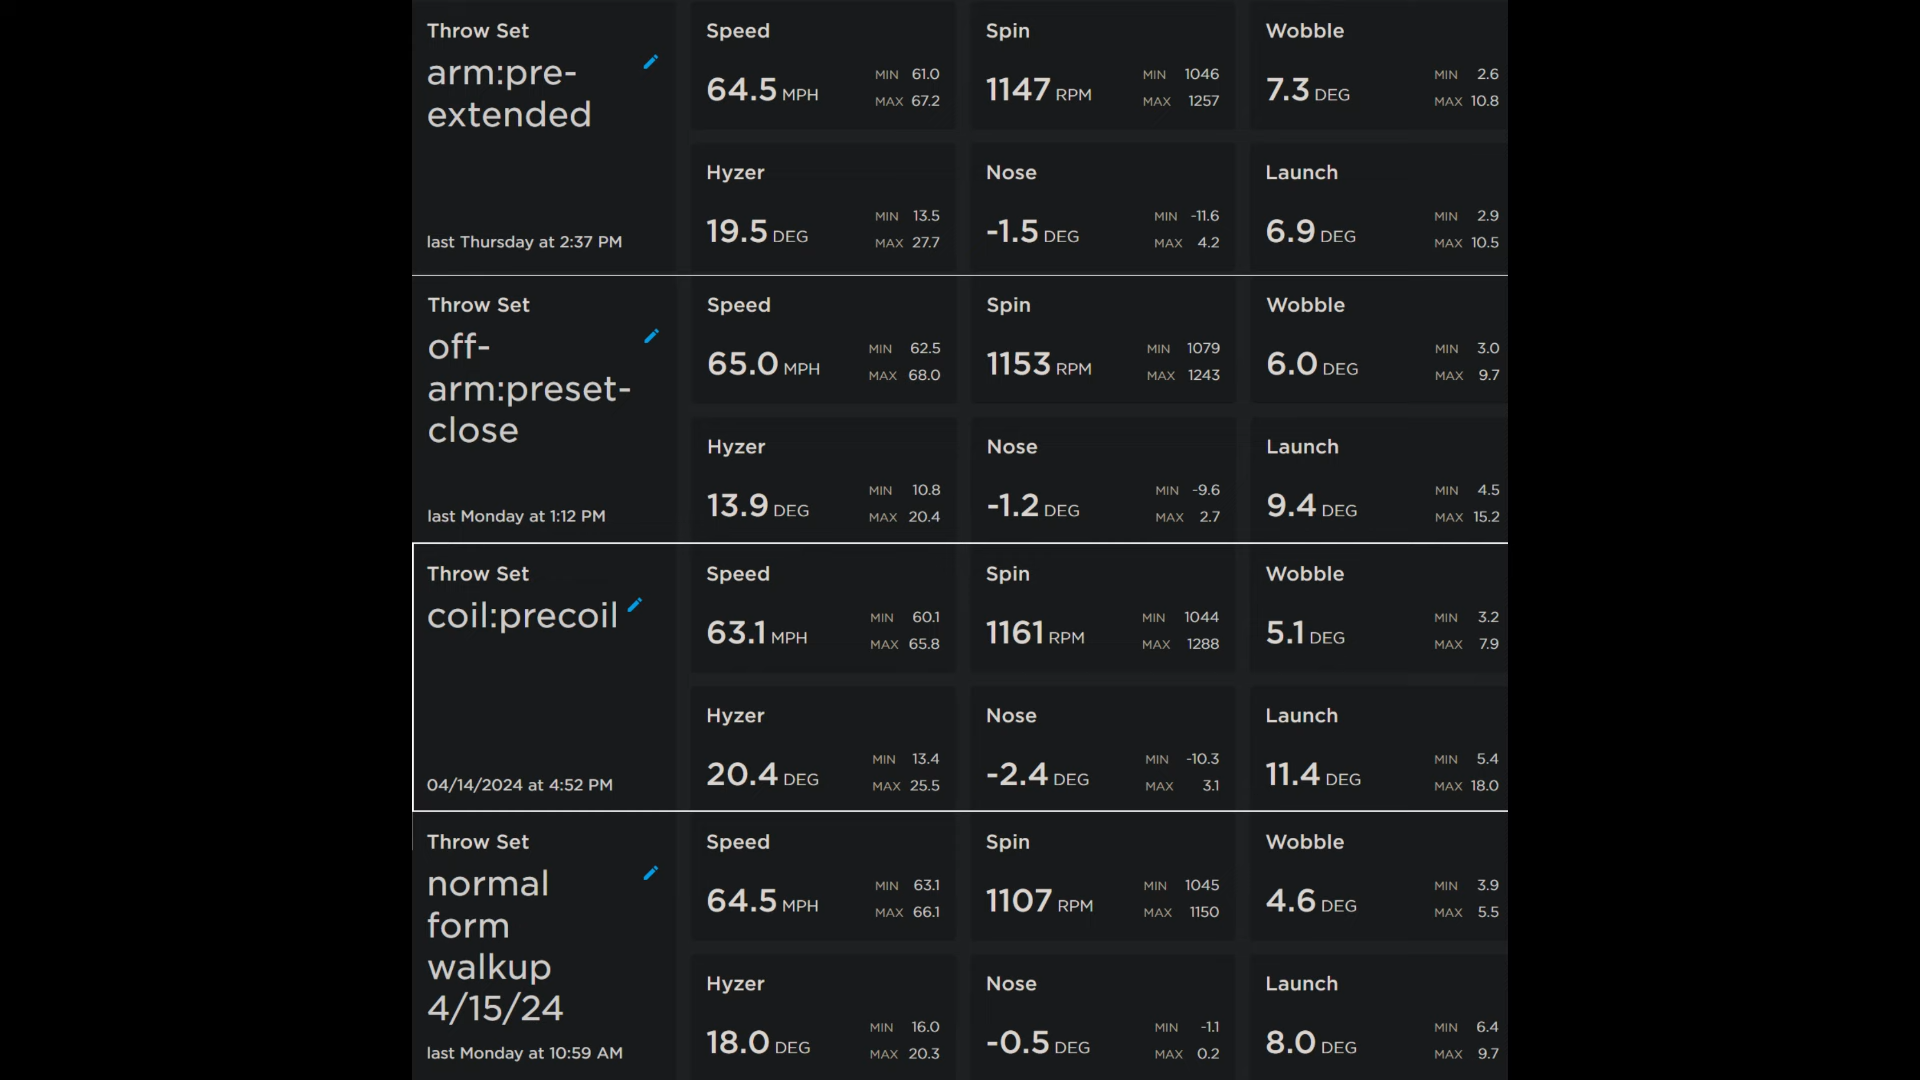 Throw Set
arm:pre-
extended
last Thursday at 2:37 PM
Speed
64.5 MPH
MIN 61.0
MAX 67.2
Spin
1147 RPM
MIN 1046
MAX 1257
Wobble
7.3 DEG
MIN 2.6
MAX 10.8
Hyzer
19.5 DEG
MIN 13.5
MAX 27.7
Nose
-1.5 DEG
MIN -11.6
MAX 4.2
Launch
6.9 DEG
MIN 2.9
MAX 10.5
Throw Set
off-
arm:preset-
close
last Monday at 1:12 PM
Speed
65.0 MPH
MIN 62.5
MAX 68.0
Spin
1153 RPM
MIN 1079
MAX 1243
Wobble
6.0 DEG
MIN 3.0
MAX 9.7
Hyzer
13.9 DEG
MIN 10.8
MAX 20.4
Nose
-1.2 DEG
MIN -9.6
MAX 2.7
Launch
9.4 DEG
MIN 4.5
MAX 15.2
Throw Set
coil:precoil
04/14/2024 at 4:52 PM
Speed
63.1 MPH
MIN 60.1
MAX 65.8
Spin
1161 RPM
MIN 1044
MAX 1288
Wobble
5.1 DEG
MIN 3.2
MAX 7.9
Hyzer
20.4 DEG
MIN 13.4
MAX 25.5
Nose
-2.4 DEG
MIN -10.3
MAX 3.1
Launch
11.4 DEG
MIN 5.4
MAX 18.0
Throw Set
normal
form
walkup
4/15/24
last Monday at 10:59 AM
Speed
64.5 MPH
MIN 63.1
MAX 66.1
Spin
1107 RPM
MIN 1045
MAX 1150
Wobble
4.6 DEG
MIN 3.9
MAX 5.5
Hyzer
18.0 DEG
MIN 16.0
MAX 20.3
Nose
-0.5 DEG
MIN -1.1
MAX 0.2
Launch
8.0 DEG
MIN 6.4
MAX 9.7